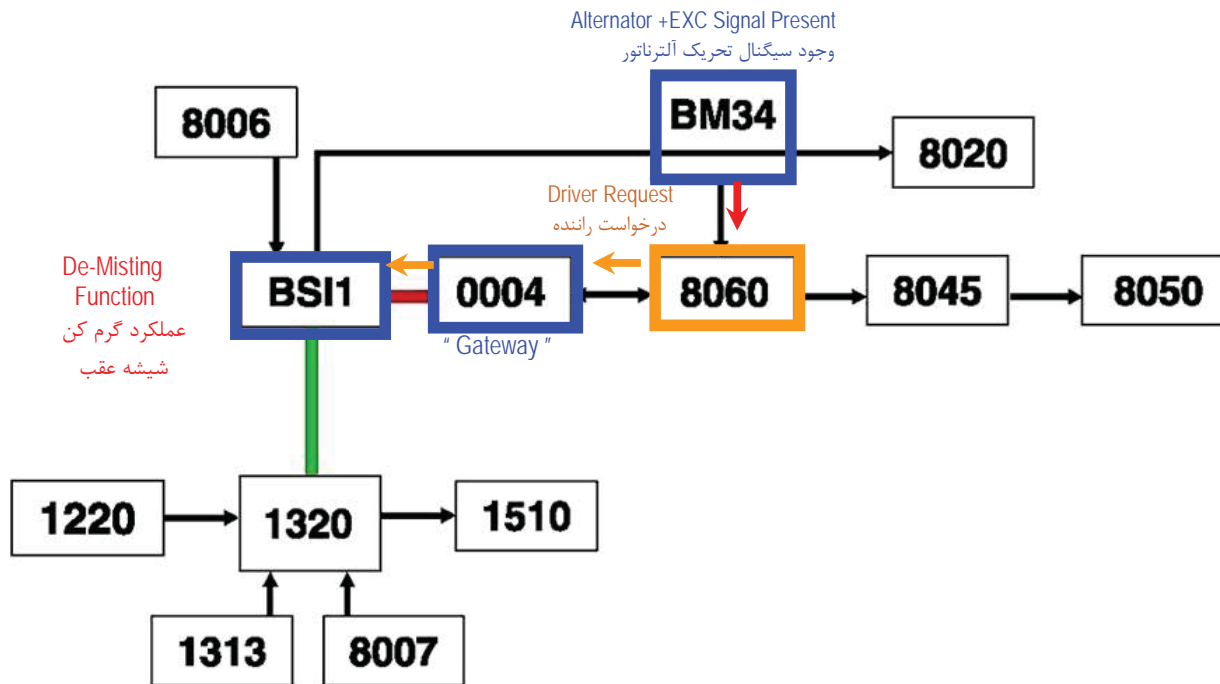 Alternator +EXC Signal Present
وجود سیگنال تحریک آلترناتور
8006
BM34
8020
Driver Request
درخواست راننده
De-Misting
Function
عملکرد گرم کن
شیشه عقب
BSI1
0004
8060
8045
8050
" Gateway "
1220
1320
1510
1313
8007